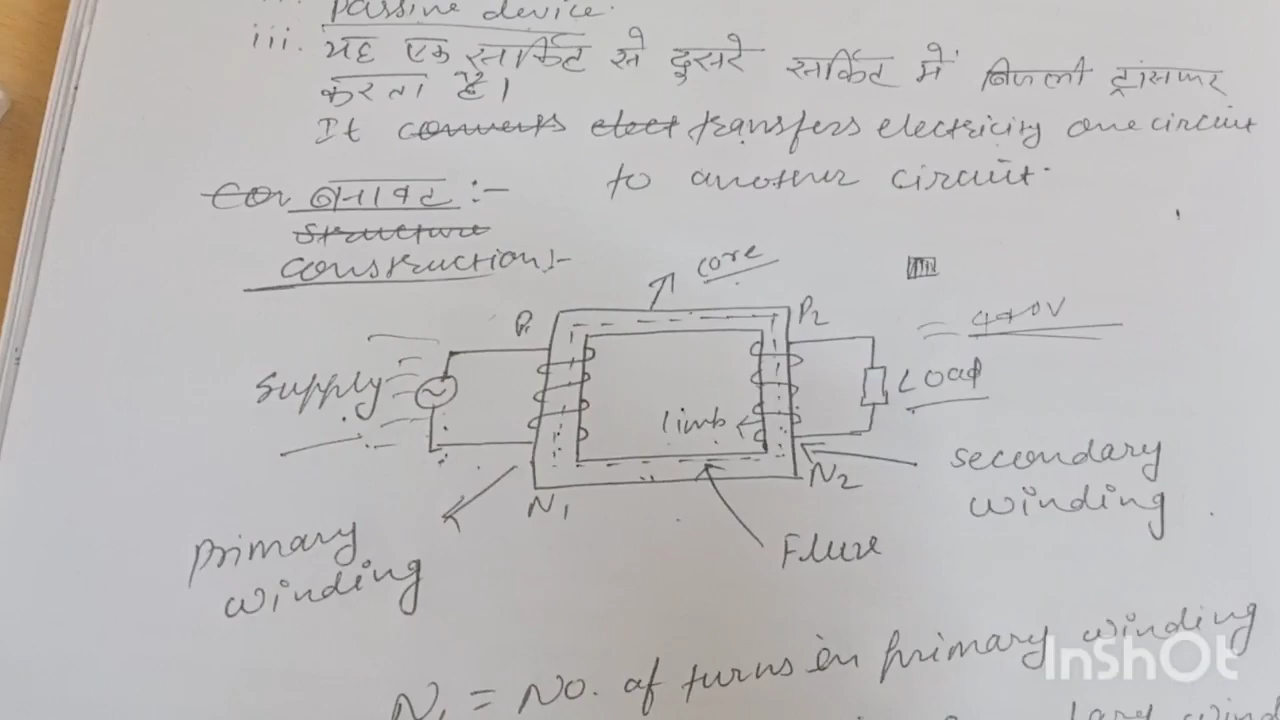 Passive device.
iii. यह एक सर्किट से दुसरे सर्किट में बिजली ट्रांसफर
करता है।
It converts elect transfers electricity one circuit
to another circuit.
Con बनावट :-
Structure
Construction :-
core
P1
P2
= 440V
Supply
Load
limb
N1
N2
secondary
winding
Primary
winding
Flux
N1 = No. of turns in primary winding
InShOt